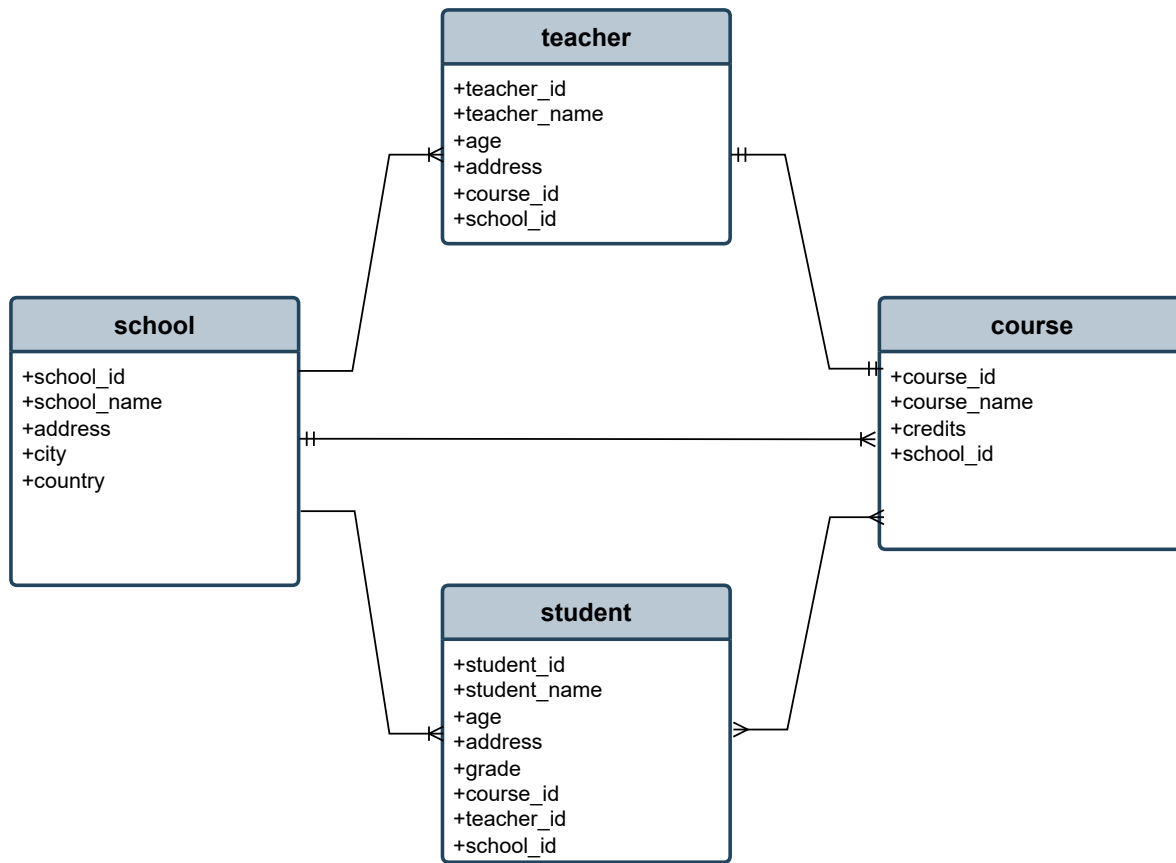 teacher
+teacher_id
+teacher_name
+age
+address
+course_id
+school_id
school
+school_id
+school_name
+address
+city
+country
course
+course_id
+course_name
+credits
+school_id
student
+student_id
+student_name
+age
+address
+grade
+course_id
+teacher_id
+school_id